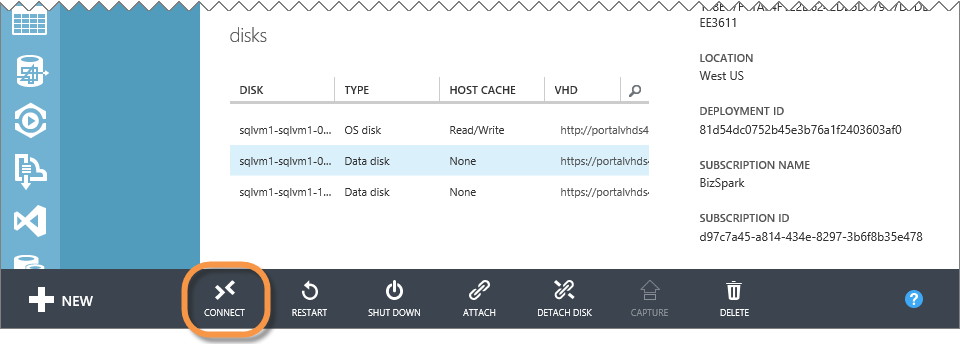 disks
DISK TYPE HOST CACHE VHD
sqlvm1-sqlvm1-0... OS disk Read/Write http://portalvhds4
sqlvm1-sqlvm1-0... Data disk None https://portalvhds
sqlvm1-sqlvm1-1... Data disk None https://portalvhds
EE3611
LOCATION
West US
DEPLOYMENT ID
81d54dc0752b45e3b76a1f2403603af0
SUBSCRIPTION NAME
BizSpark
SUBSCRIPTION ID
d97c7a45-a814-434e-8297-3b6f8b35e478
NEW CONNECT RESTART SHUT DOWN ATTACH DETACH DISK CAPTURE DELETE ?